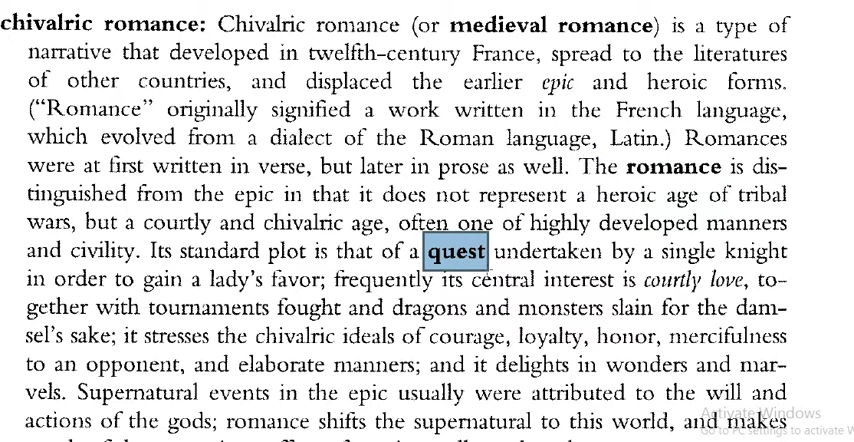 chivalric romance: Chivalric romance (or medieval romance) is a type of
narrative that developed in twelfth-century France, spread to the literatures
of other countries, and displaced the earlier epic and heroic forms.
("Romance" originally signified a work written in the French language,
which evolved from a dialect of the Roman language, Latin.) Romances
were at first written in verse, but later in prose as well. The romance is dis-
tinguished from the epic in that it does not represent a heroic age of tribal
wars, but a courtly and chivalric age, often one of highly developed manners
and civility. Its standard plot is that of a quest undertaken by a single knight
in order to gain a lady's favor; frequently its central interest is courtly love, to-
gether with tournaments fought and dragons and monsters slain for the dam-
sel's sake; it stresses the chivalric ideals of courage, loyalty, honor, mercifulness
to an opponent, and elaborate manners; and it delights in wonders and mar-
vels. Supernatural events in the epic usually were attributed to the will and
actions of the gods; romance shifts the supernatural to this world, and makes
Activate Windows
Go to PC settings to activate W